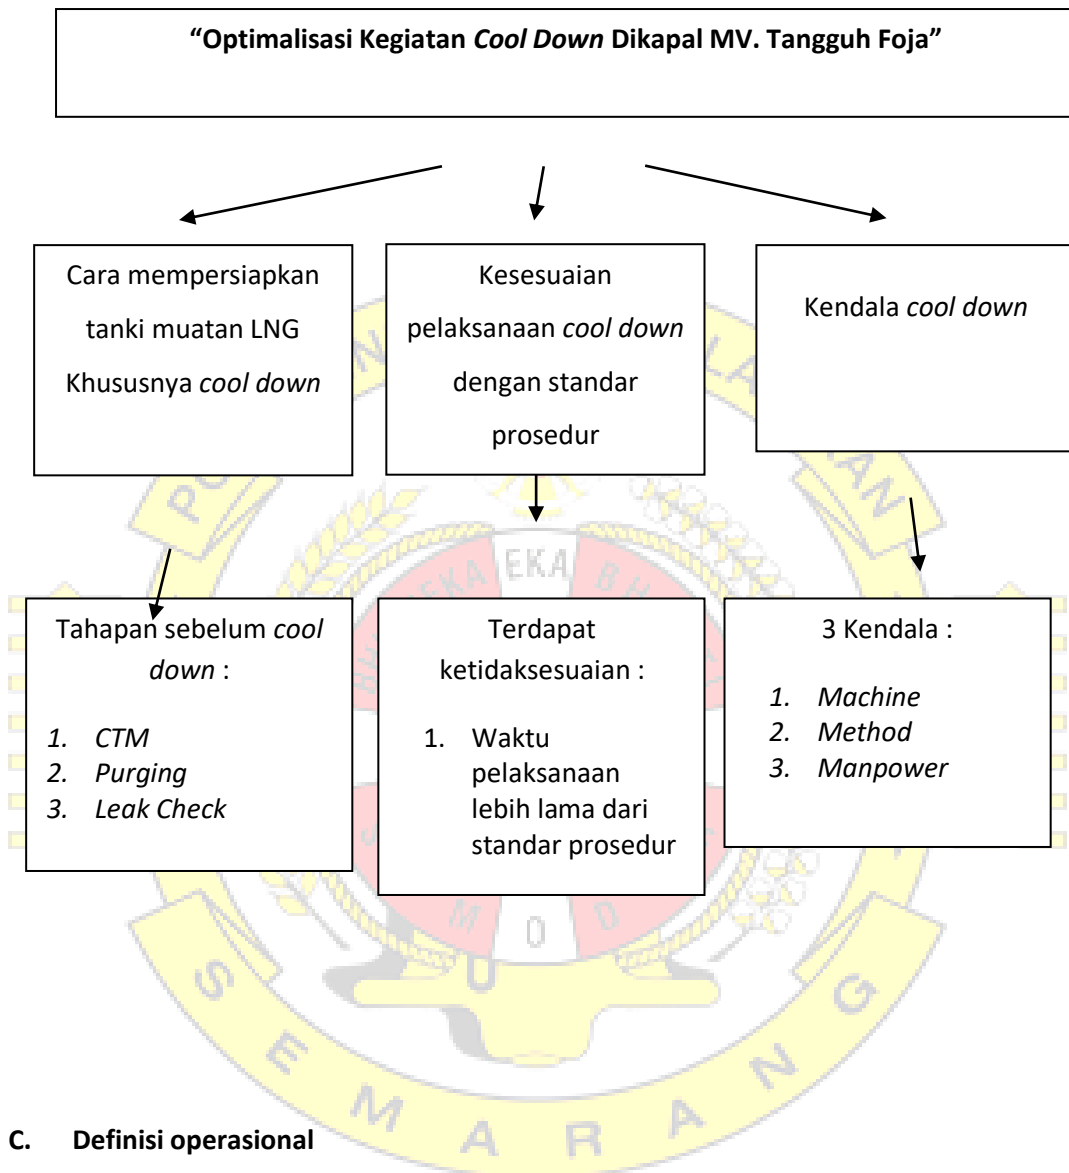 “Optimalisasi Kegiatan Cool Down Dikapal MV. Tangguh Foja”
Cara mempersiapkan
tanki muatan LNG
Khususnya cool down
Kesesuaian
pelaksanaan cool down
dengan standar
prosedur
Kendala cool down
Tahapan sebelum cool
down :
1. CTM
2. Purging
3. Leak Check
Terdapat
ketidaksesuaian :
1. Waktu
pelaksanaan
lebih lama dari
standar prosedur
3 Kendala :
1. Machine
2. Method
3. Manpower
EKA
SEMARANG
C. Definisi operasional